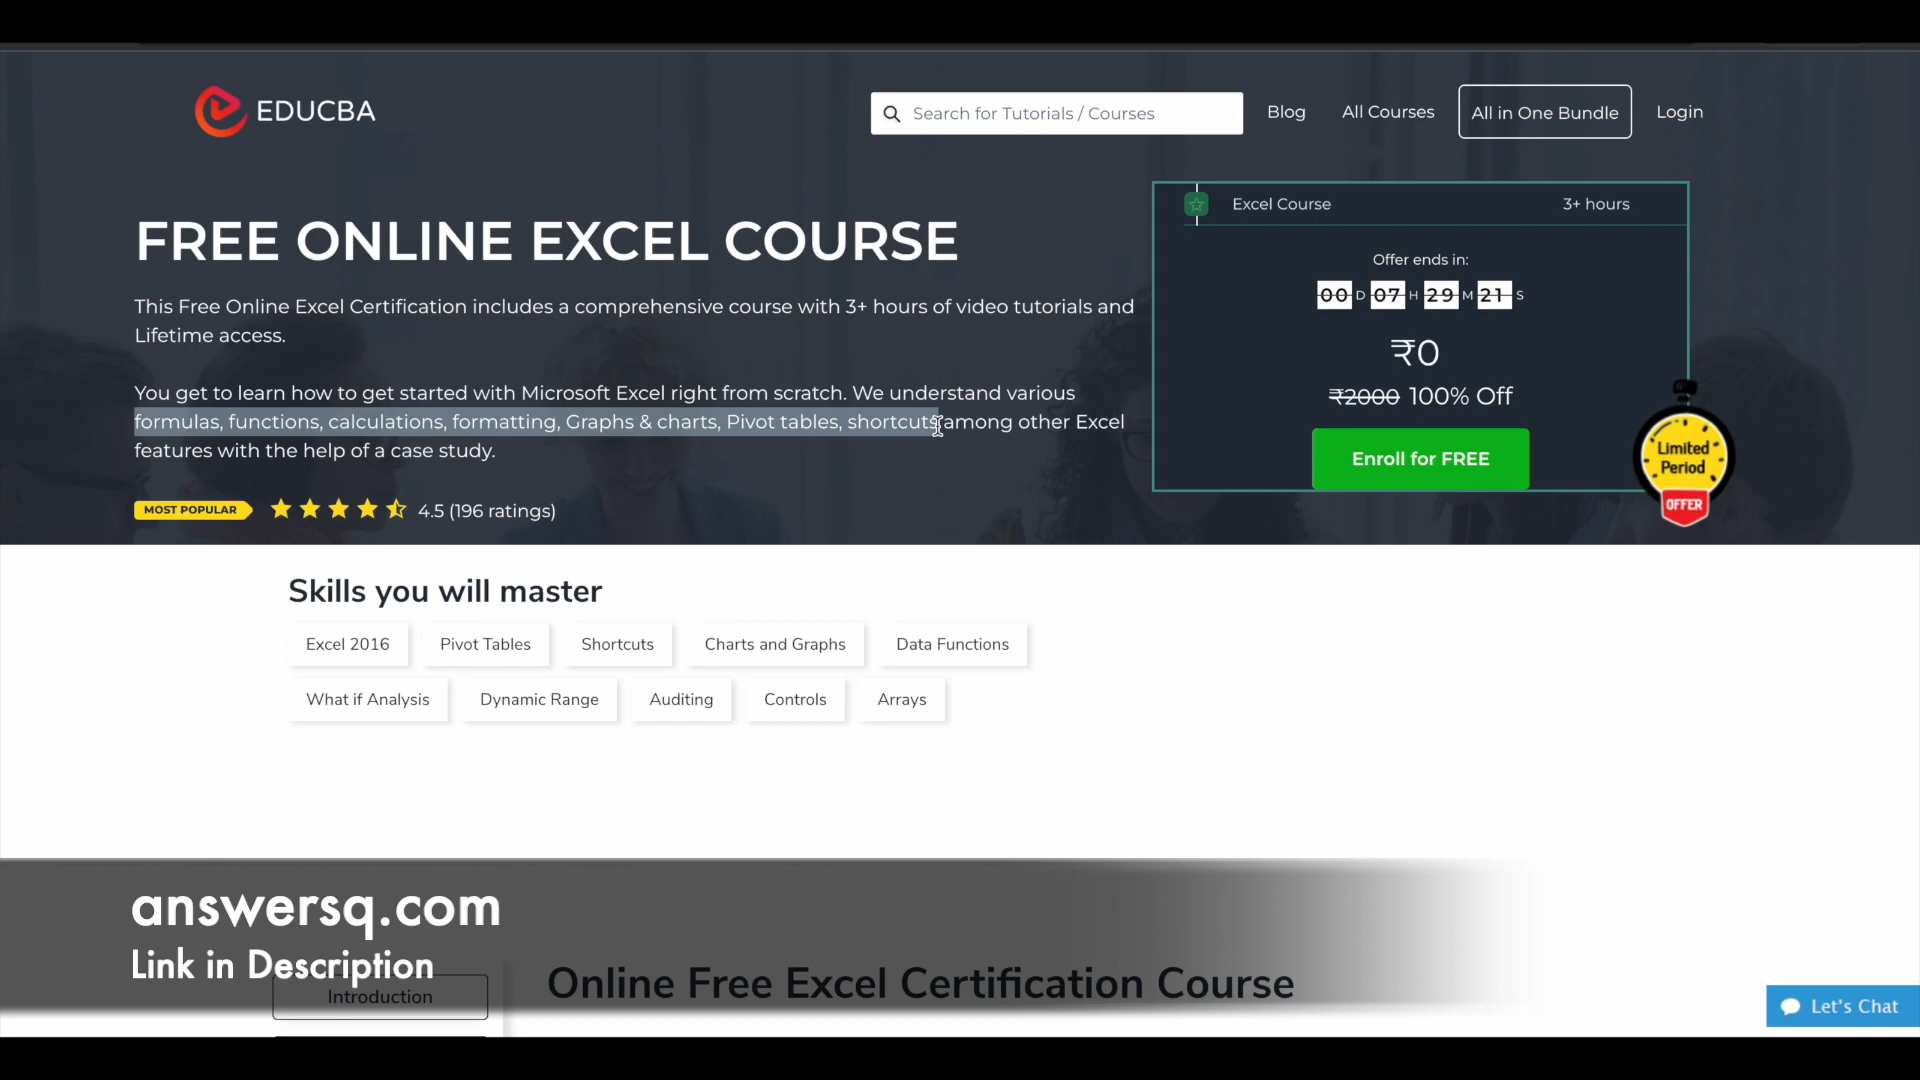 EDUCBA
Search for Tutorials / Courses
Blog
All Courses
All in One Bundle
Login
FREE ONLINE EXCEL COURSE
This Free Online Excel Certification includes a comprehensive course with 3+ hours of video tutorials and
Lifetime access.
You get to learn how to get started with Microsoft Excel right from scratch. We understand various
formulas, functions, calculations, formatting, Graphs & charts, Pivot tables, shortcuts among other Excel
features with the help of a case study.
MOST POPULAR
4.5 (196 ratings)
Excel Course 3+ hours
Offer ends in:
00 D 07 H 29 M 21 S
₹0
₹2000 100% Off
Enroll for FREE
Limited
Period
OFFER
Skills you will master
Excel 2016
Pivot Tables
Shortcuts
Charts and Graphs
Data Functions
What if Analysis
Dynamic Range
Auditing
Controls
Arrays
answersq.com
Link in Description
Introduction
Online Free Excel Certification Course
Let's Chat